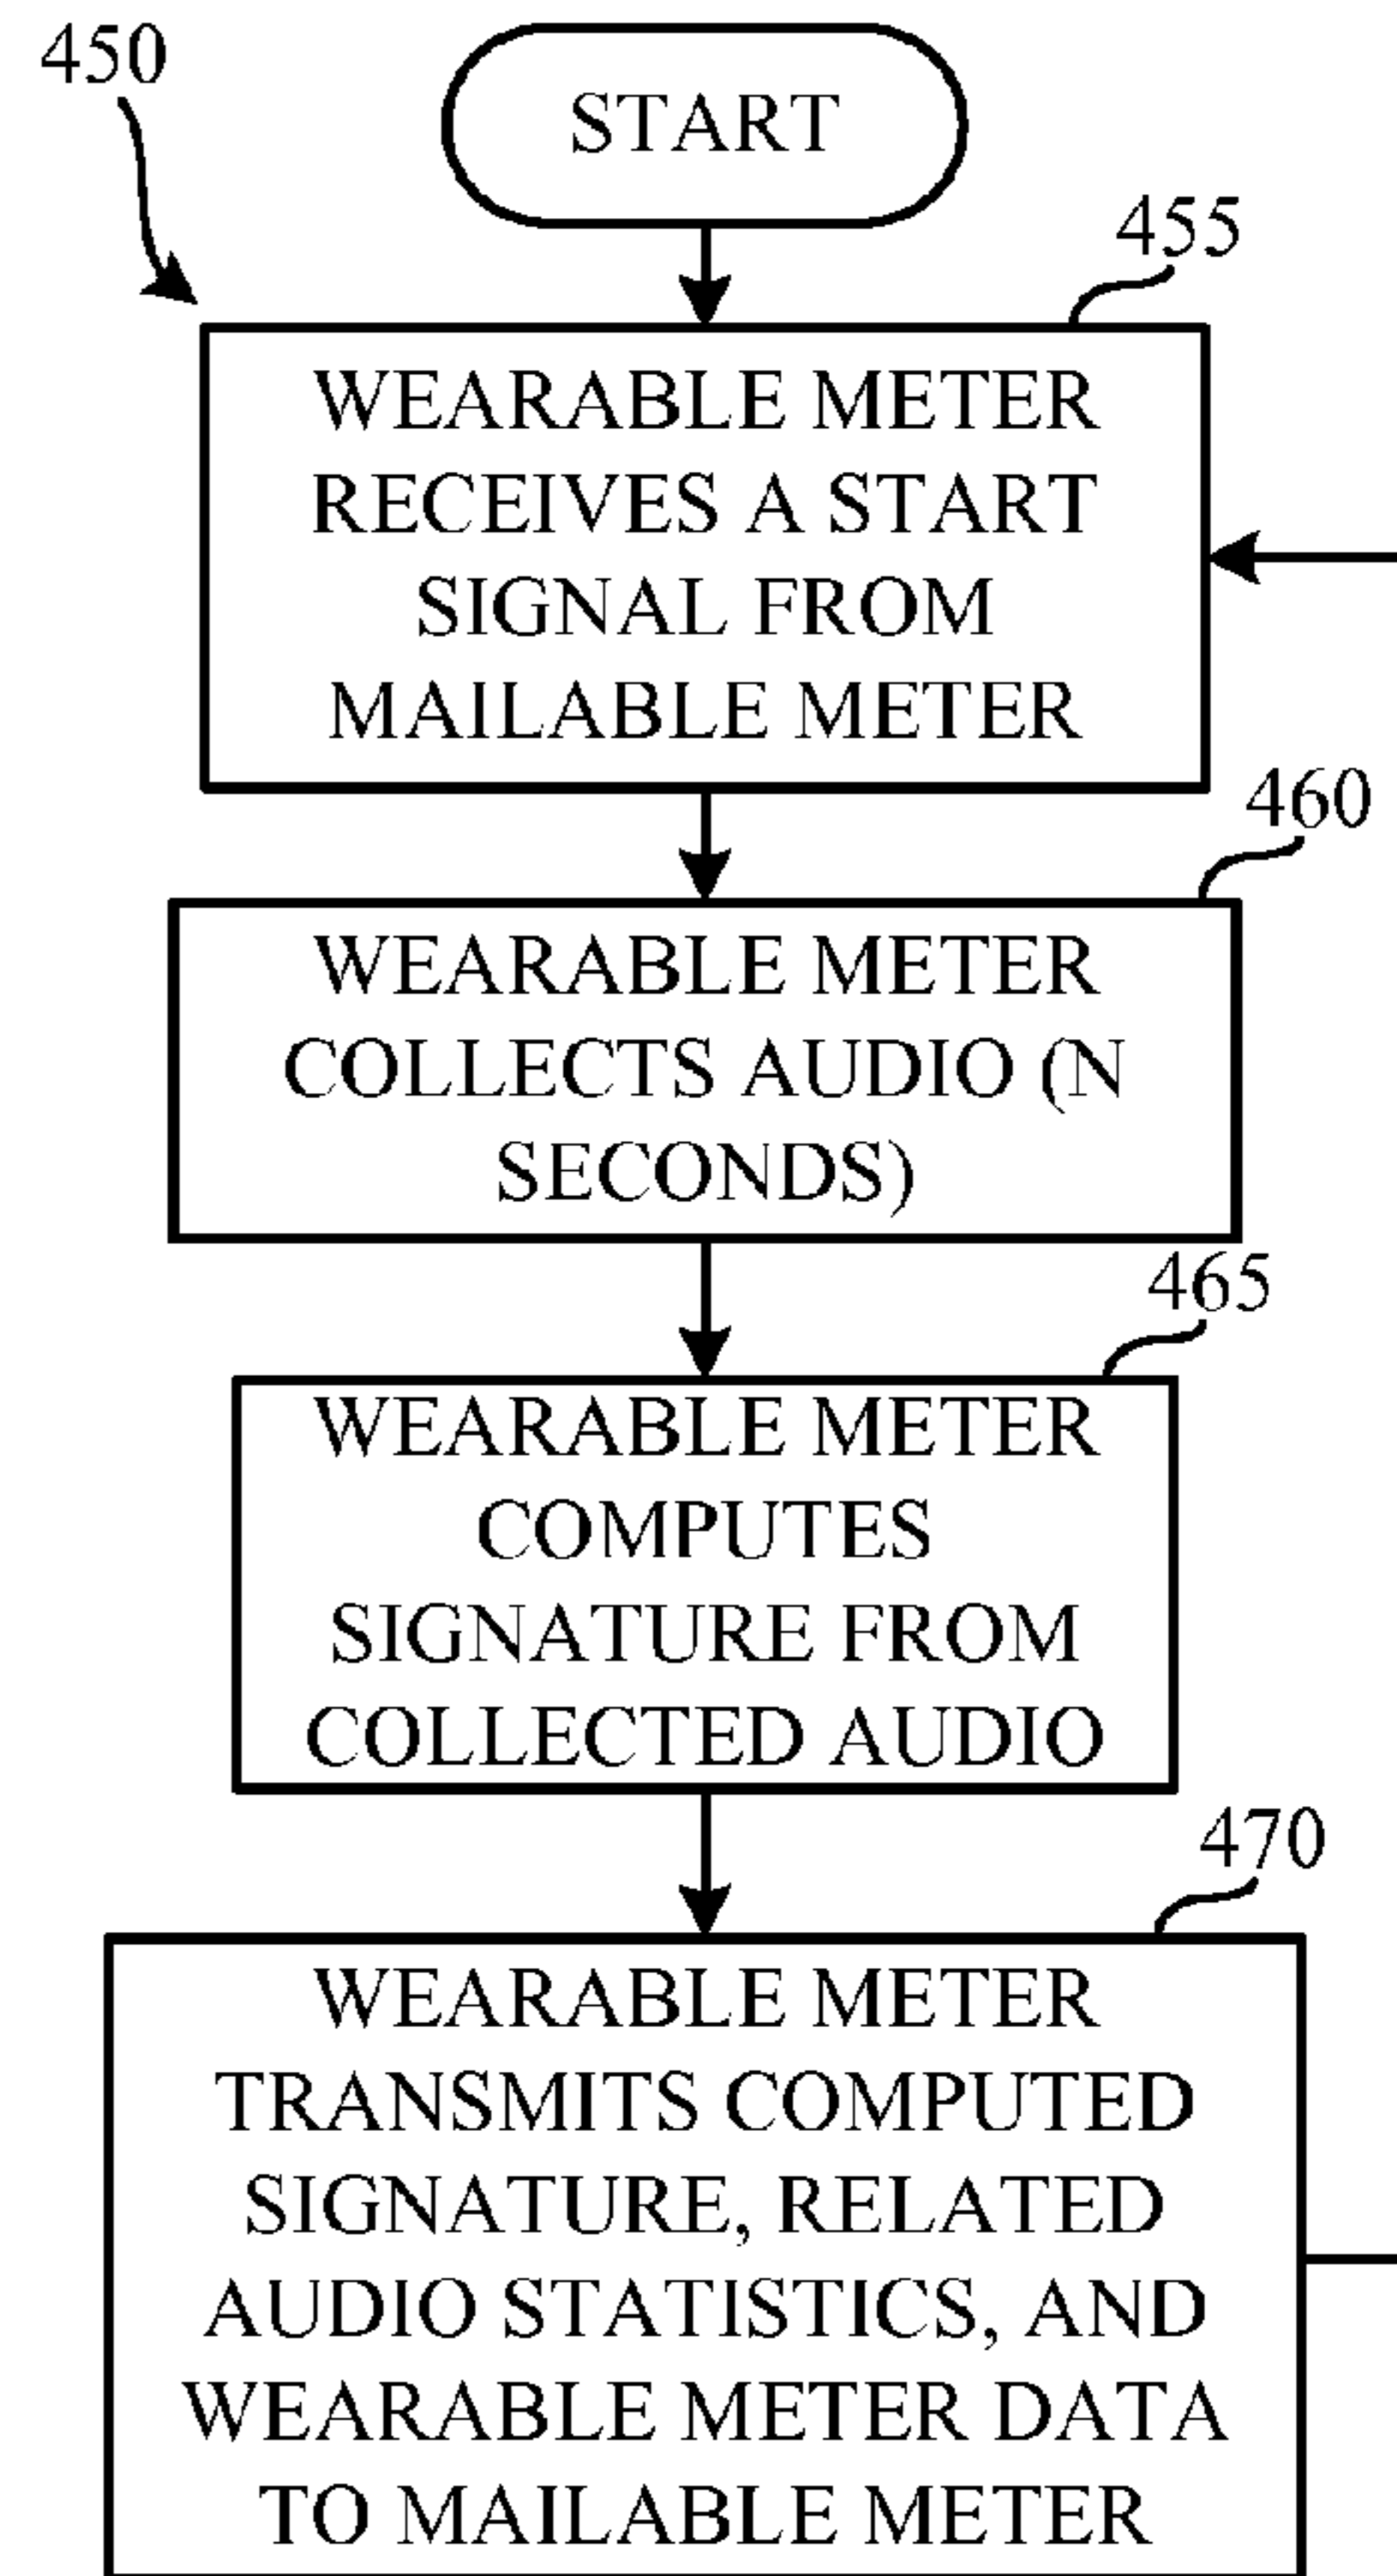 450
START
455
WEARABLE METER
RECEIVES A START
SIGNAL FROM
MAILABLE METER
460
WEARABLE METER
COLLECTS AUDIO (N
SECONDS)
465
WEARABLE METER
COMPUTES
SIGNATURE FROM
COLLECTED AUDIO
470
WEARABLE METER
TRANSMITS COMPUTED
SIGNATURE, RELATED
AUDIO STATISTICS, AND
WEARABLE METER DATA
TO MAILABLE METER